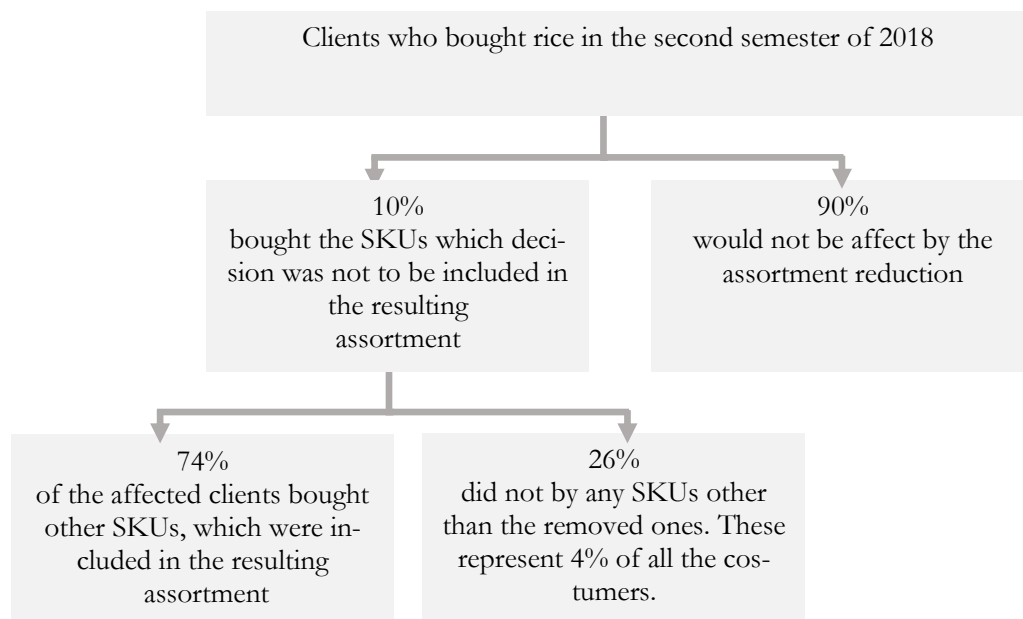 Clients who bought rice in the second semester of 2018
10%
bought the SKUs which deci-
sion was not to be included in
the resulting
assortment
90%
would not be affect by the
assortment reduction
74%
of the affected clients bought
other SKUs, which were in-
cluded in the resulting
assortment
26%
did not by any SKUs other
than the removed ones. These
represent 4% of all the cos-
tumers.